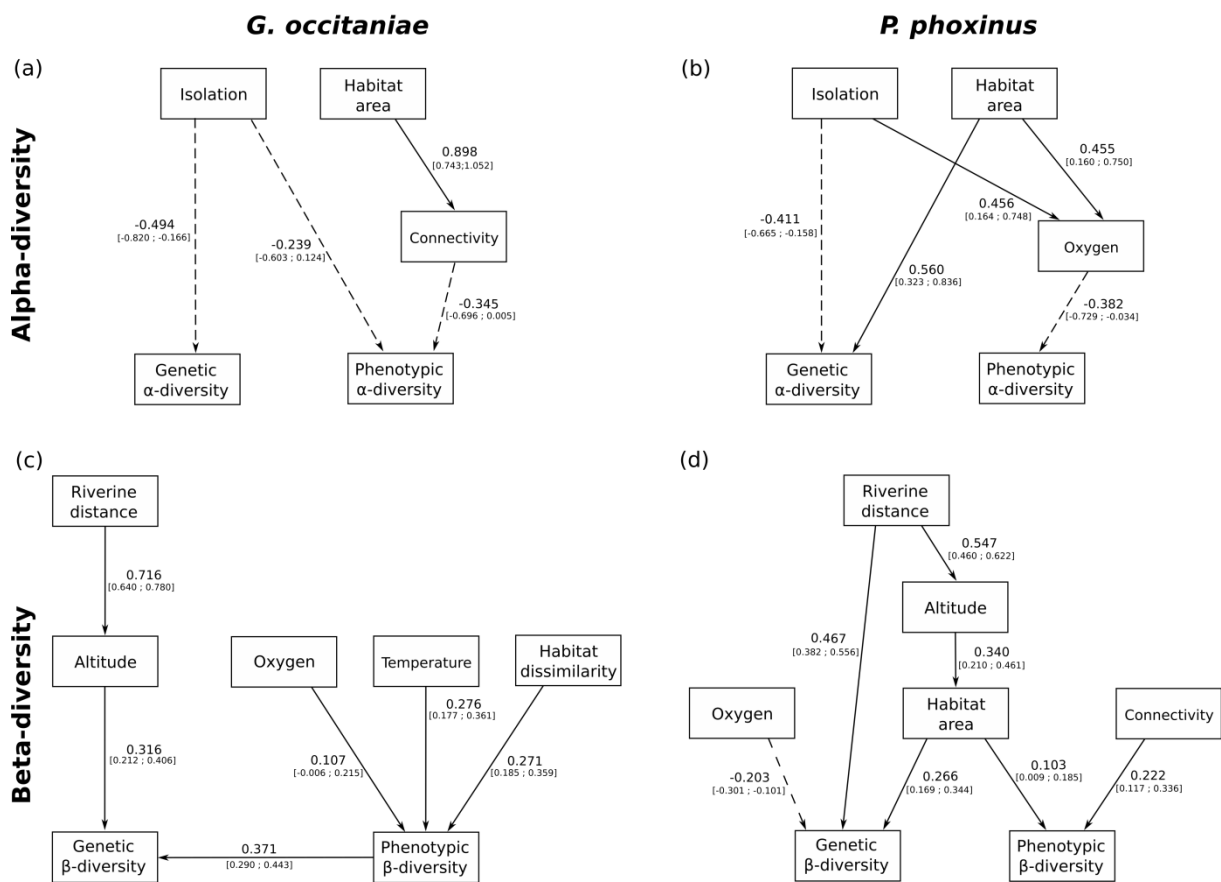 G. occitaniae
P. phoxinus
Alpha-diversity
(a)
Isolation
Habitat
area
0.898
[0.743;1.052]
-0.494
[-0.820 ; -0.166]
-0.239
[-0.603 ; 0.124]
Connectivity
-0.345
[-0.696 ; 0.005]
Genetic
α-diversity
Phenotypic
α-diversity
(b)
Isolation
Habitat
area
0.455
[0.160 ; 0.750]
0.456
[0.164 ; 0.748]
-0.411
[-0.665 ; -0.158]
Oxygen
0.560
[0.323 ; 0.836]
-0.382
[-0.729 ; -0.034]
Genetic
α-diversity
Phenotypic
α-diversity
Beta-diversity
(c)
Riverine
distance
0.716
[0.640 ; 0.780]
Altitude
Oxygen
Temperature
Habitat
dissimilarity
0.276
[0.177 ; 0.361]
0.316
[0.212 ; 0.406]
0.107
[-0.006 ; 0.215]
0.271
[0.185 ; 0.359]
Genetic
β-diversity
0.371
[0.290 ; 0.443]
Phenotypic
β-diversity
(d)
Riverine
distance
0.547
[0.460 ; 0.622]
Altitude
0.467
[0.382 ; 0.556]
0.340
[0.210 ; 0.461]
Oxygen
Habitat
area
Connectivity
-0.203
[-0.301 ; -0.101]
0.266
[0.169 ; 0.344]
0.103
[0.009 ; 0.185]
0.222
[0.117 ; 0.336]
Genetic
β-diversity
Phenotypic
β-diversity